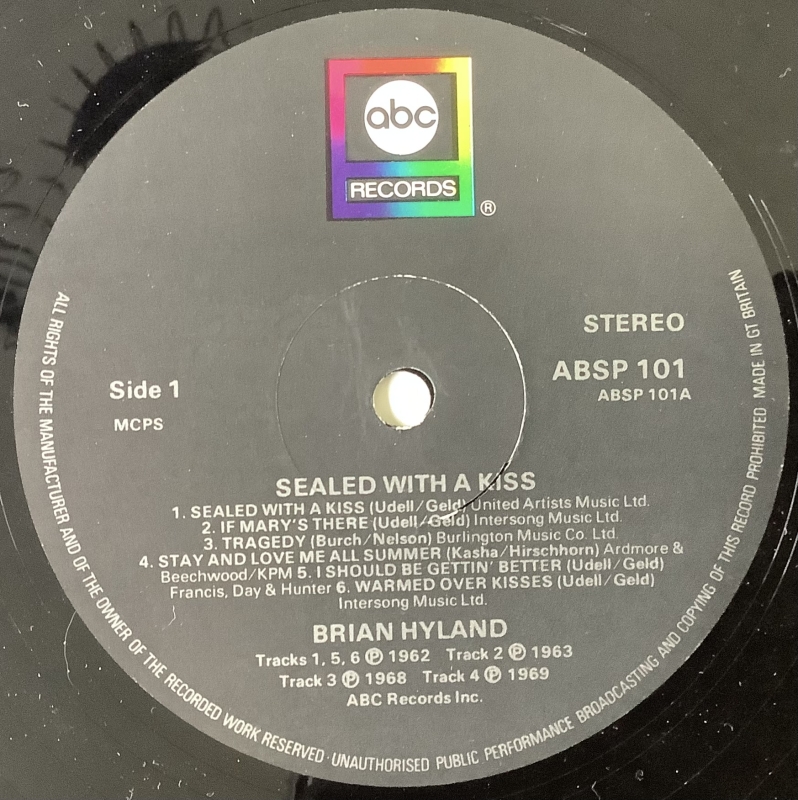 abc
RECORDS
®
STEREO
Side 1
ABSP 101
ABSP 101A
MCPS
SEALED WITH A KISS
1. SEALED WITH A KISS (Udell/Geld) United Artists Music Ltd.
2. IF MARY'S THERE (Udell/Geld) Intersong Music Ltd.
3. TRAGEDY (Burch/Nelson) Burlington Music Co. Ltd.
4. STAY AND LOVE ME ALL SUMMER (Kasha/Hirschhorn) Ardmore &
Beechwood/KPM 5. I SHOULD BE GETTIN' BETTER (Udell/Geld)
Francis, Day & Hunter 6. WARMED OVER KISSES (Udell/Geld)
Intersong Music Ltd.
BRIAN HYLAND
Tracks 1, 5, 6 ℗ 1962 Track 2 ℗ 1963
Track 3 ℗ 1968 Track 4 ℗ 1969
ABC Records Inc.
ALL RIGHTS OF THE MANUFACTURER AND OF THE OWNER OF THE RECORDED WORK RESERVED · UNAUTHORISED PUBLIC PERFORMANCE BROADCASTING AND COPYING OF THIS RECORD PROHIBITED MADE IN GT BRITAIN